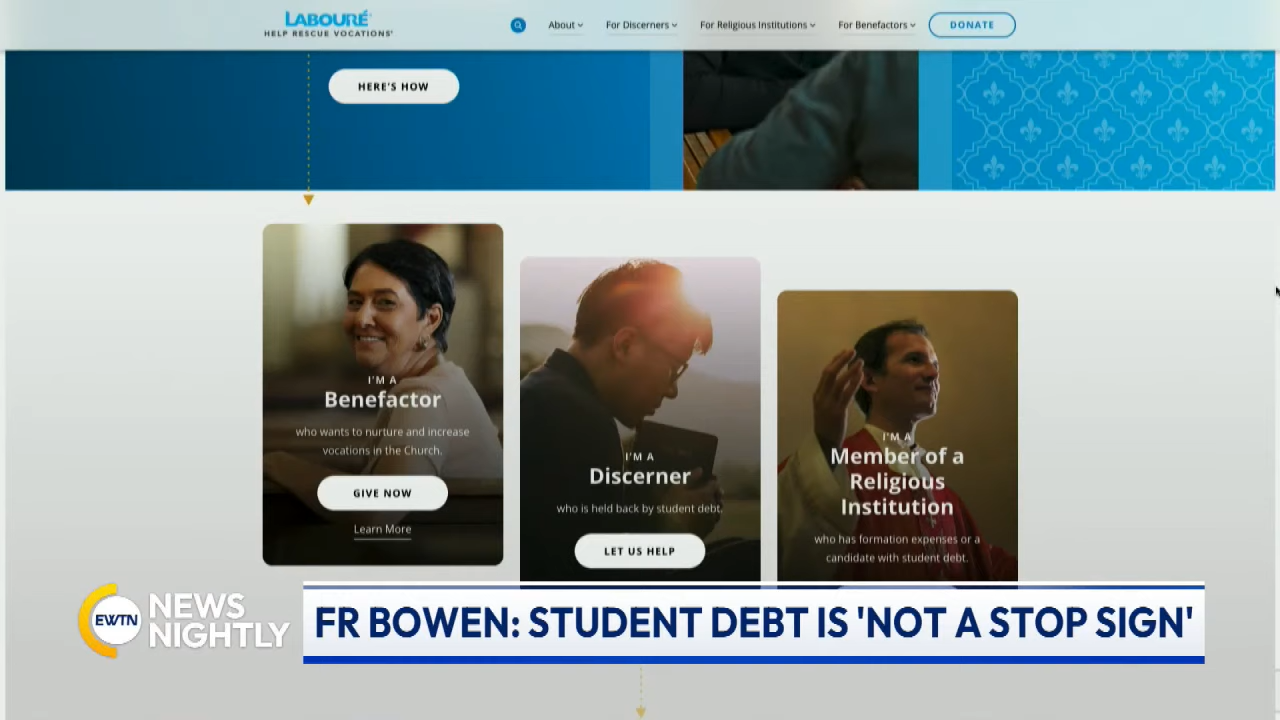 LABOURÉ®
HELP RESCUE VOCATIONS®
About
For Discerners
For Religious Institutions
For Benefactors
DONATE
HERE'S HOW
I'M A
Benefactor
who wants to nurture and increase
vocations in the Church.
GIVE NOW
Learn More
I'M A
Discerner
who is held back by student debt.
LET US HELP
I'M A
Member of a
Religious
Institution
who has formation expenses or a
candidate with student debt.
EWTN
NEWS
NIGHTLY
FR BOWEN: STUDENT DEBT IS 'NOT A STOP SIGN'